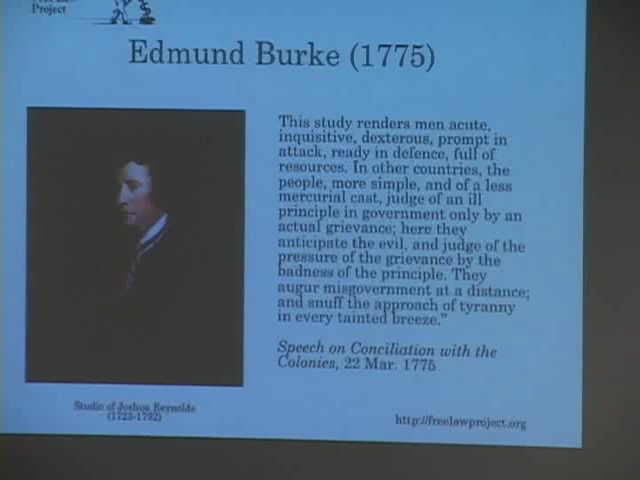 Project
Edmund Burke (1775)
This study renders men acute,
inquisitive, dexterous, prompt in
attack, ready in defence, full of
resources. In other countries, the
people, more simple, and of a less
mercurial cast, judge of an ill
principle in government only by an
actual grievance; here they
anticipate the evil, and judge of the
pressure of the grievance by the
badness of the principle. They
augur misgovernment at a distance;
and snuff the approach of tyranny
in every tainted breeze."
Speech on Conciliation with the
Colonies, 22 Mar. 1775
Studio of Joshua Reynolds
(1723-1792)
http://freelawproject.org